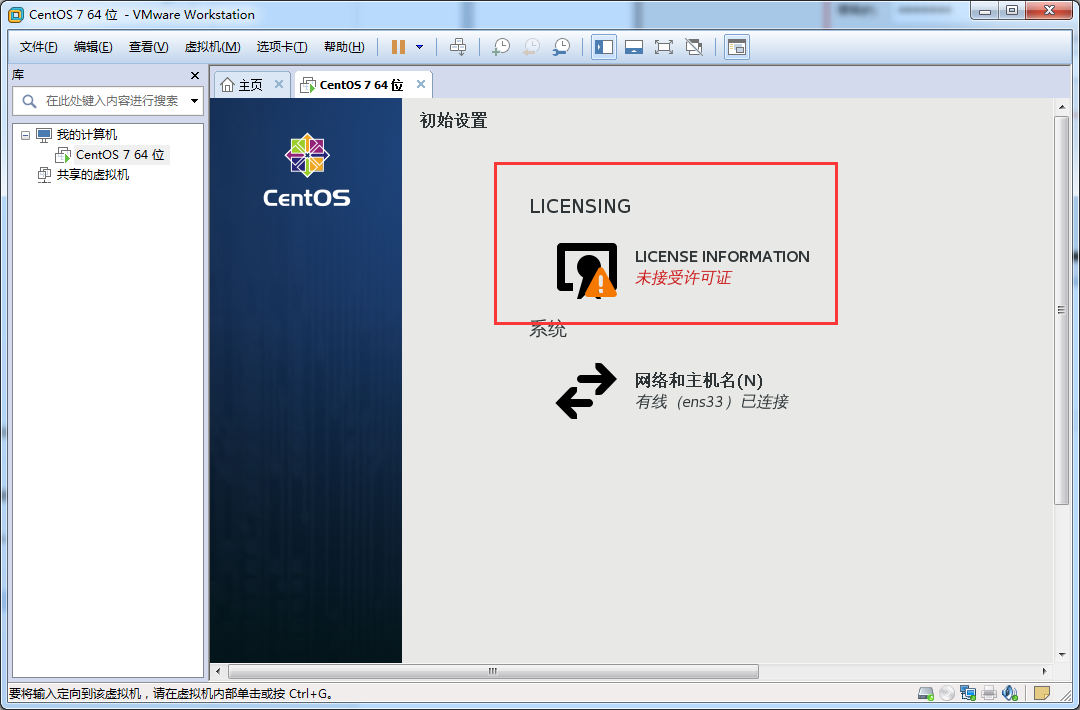 CentOS 7 64 位 - VMware Workstation
文件(F) 编辑(E) 查看(V) 虚拟机(M) 选项卡(T) 帮助(H)
库
在此处键入内容进行搜索
我的计算机
CentOS 7 64 位
共享的虚拟机
主页
CentOS 7 64 位
CentOS
初始设置
LICENSING
LICENSE INFORMATION
未接受许可证
系统
网络和主机名(N)
有线（ens33）已连接
要将输入定向到该虚拟机，请在虚拟机内部单击或按 Ctrl+G。